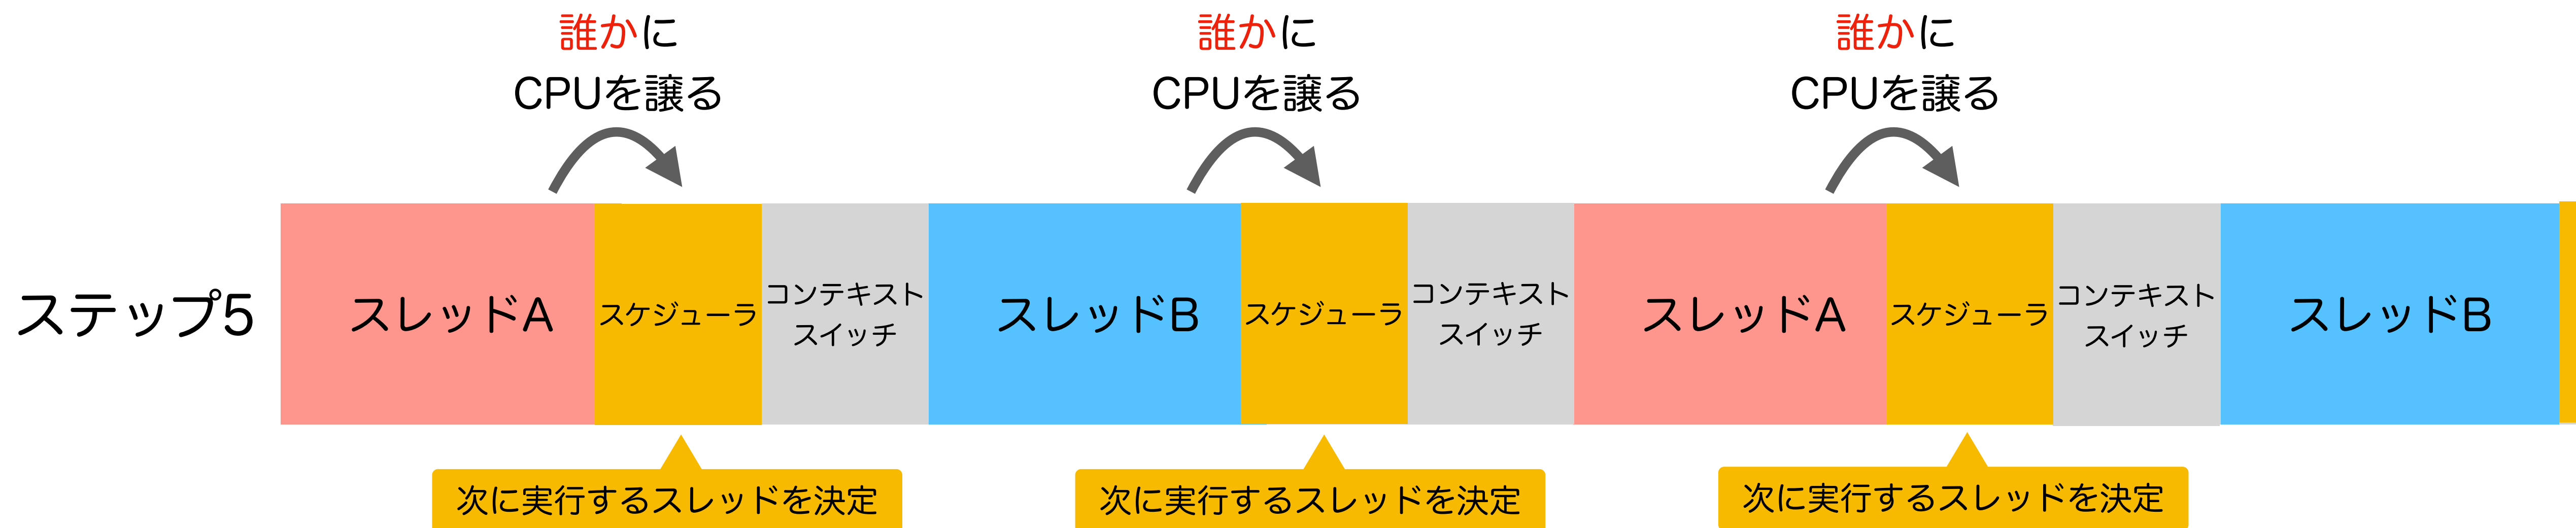 誰かに
CPUを譲る
誰かに
CPUを譲る
誰かに
CPUを譲る
ステップ5
スレッドA
スケジューラ
コンテキスト
スイッチ
スレッドB
スケジューラ
コンテキスト
スイッチ
スレッドA
スケジューラ
コンテキスト
スイッチ
スレッドB
次に実行するスレッドを決定
次に実行するスレッドを決定
次に実行するスレッドを決定